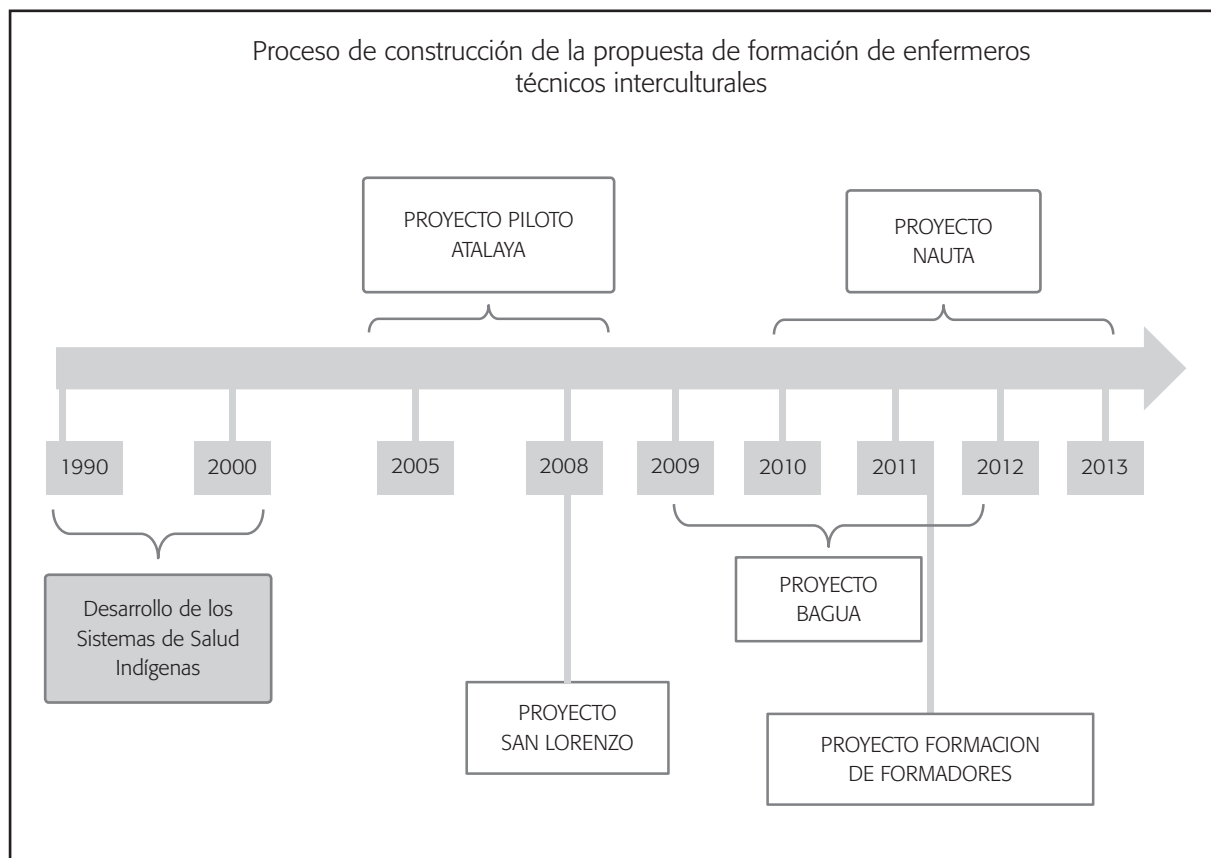 Proceso de construcción de la propuesta de formación de enfermeros
técnicos interculturales
PROYECTO PILOTO
ATALAYA
PROYECTO
NAUTA
1990
2000
2005
2008
2009
2010
2011
2012
2013
Desarrollo de los
Sistemas de Salud
Indígenas
PROYECTO
BAGUA
PROYECTO
SAN LORENZO
PROYECTO FORMACION
DE FORMADORES